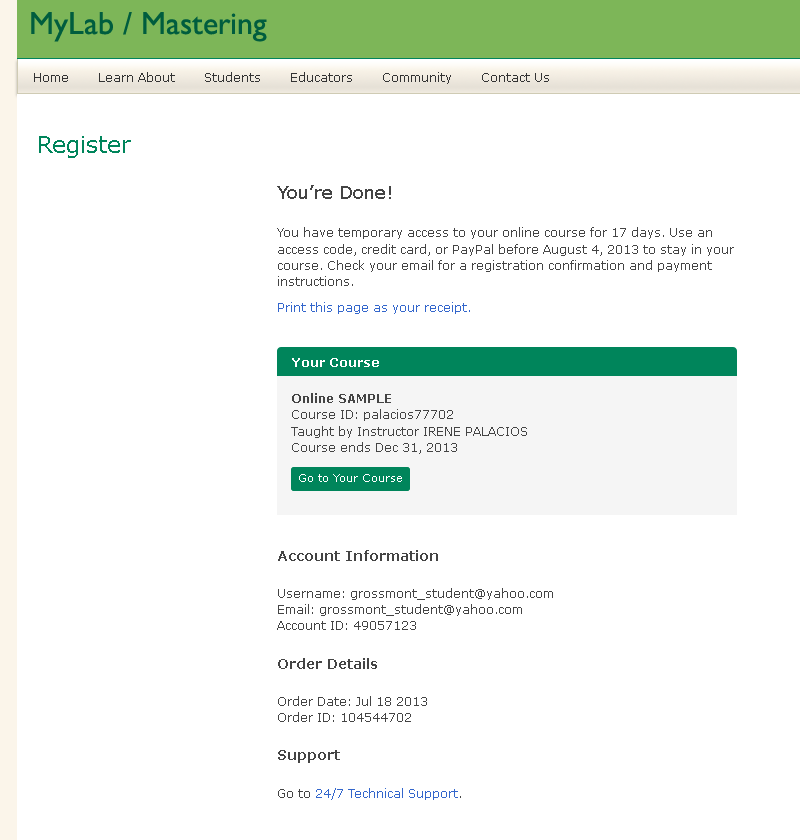 MyLab / Mastering
Home Learn About Students Educators Community Contact Us
Register
You're Done!
You have temporary access to your online course for 17 days. Use an
access code, credit card, or PayPal before August 4, 2013 to stay in your
course. Check your email for a registration confirmation and payment
instructions.
Print this page as your receipt.
Your Course
Online SAMPLE
Course ID: palacios77702
Taught by Instructor IRENE PALACIOS
Course ends Dec 31, 2013
Go to Your Course
Account Information
Username: grossmont_student@yahoo.com
Email: grossmont_student@yahoo.com
Account ID: 49057123
Order Details
Order Date: Jul 18 2013
Order ID: 104544702
Support
Go to 24/7 Technical Support.